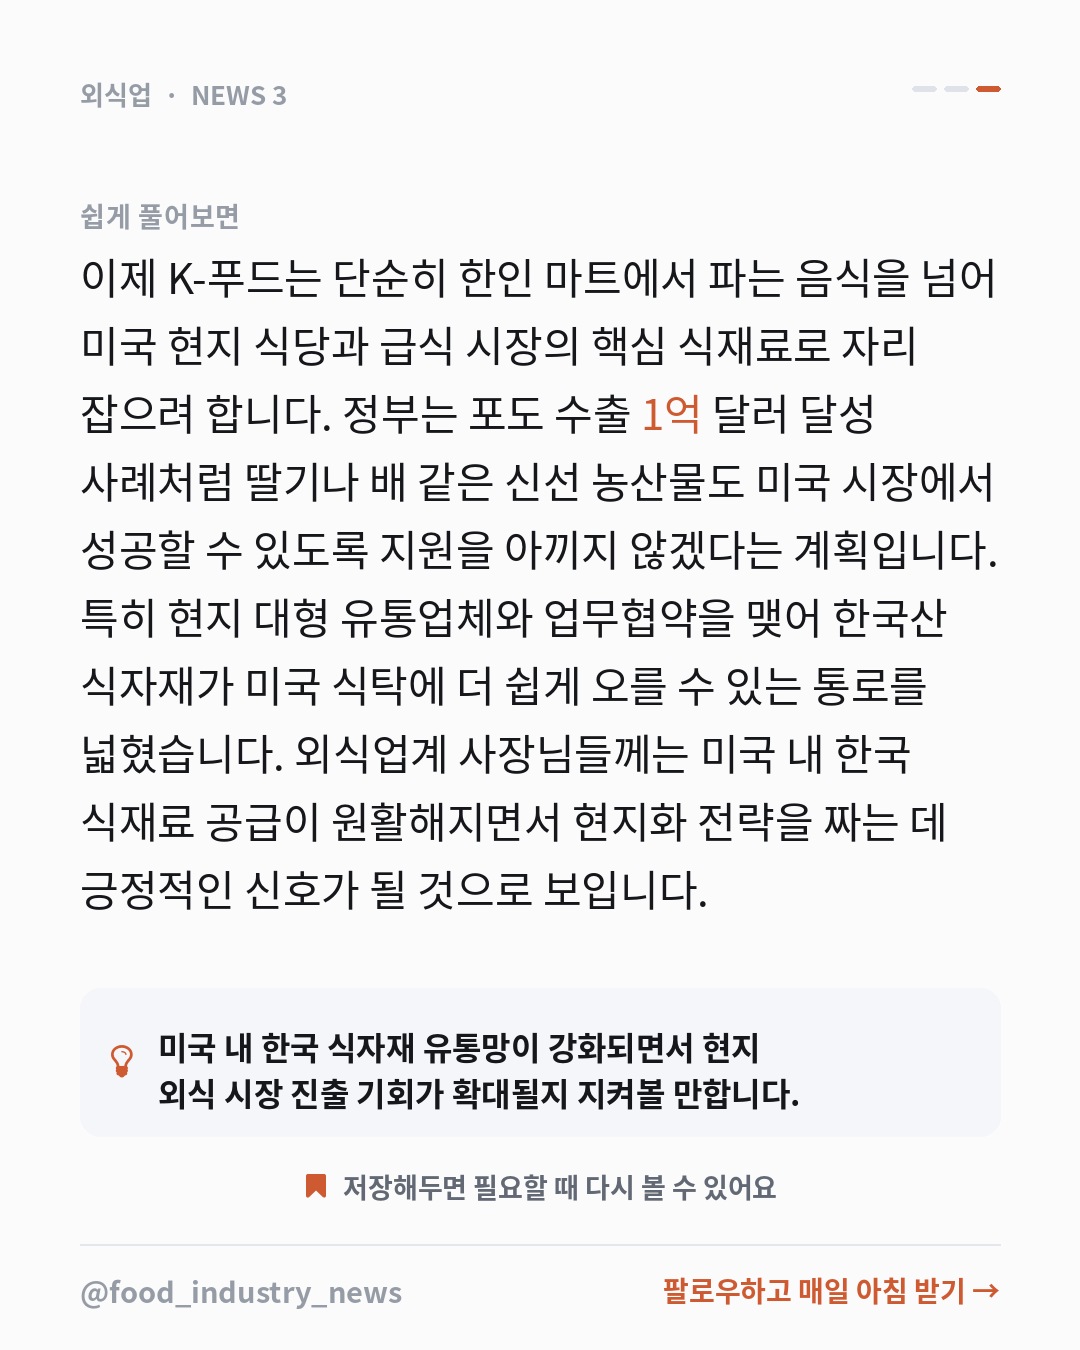 외식업 · NEWS 3
쉽게 풀어보면
이제 K-푸드는 단순히 한인 마트에서 파는 음식을 넘어
미국 현지 식당과 급식 시장의 핵심 식재료로 자리
잡으려 합니다. 정부는 포도 수출 1억 달러 달성
사례처럼 딸기나 배 같은 신선 농산물도 미국 시장에서
성공할 수 있도록 지원을 아끼지 않겠다는 계획입니다.
특히 현지 대형 유통업체와 업무협약을 맺어 한국산
식자재가 미국 식탁에 더 쉽게 오를 수 있는 통로를
넓혔습니다. 외식업계 사장님들께는 미국 내 한국
식재료 공급이 원활해지면서 현지화 전략을 짜는 데
긍정적인 신호가 될 것으로 보입니다.
미국 내 한국 식자재 유통망이 강화되면서 현지
외식 시장 진출 기회가 확대될지 지켜볼 만합니다.
저장해두면 필요할 때 다시 볼 수 있어요
@food_industry_news
팔로우하고 매일 아침 받기 →